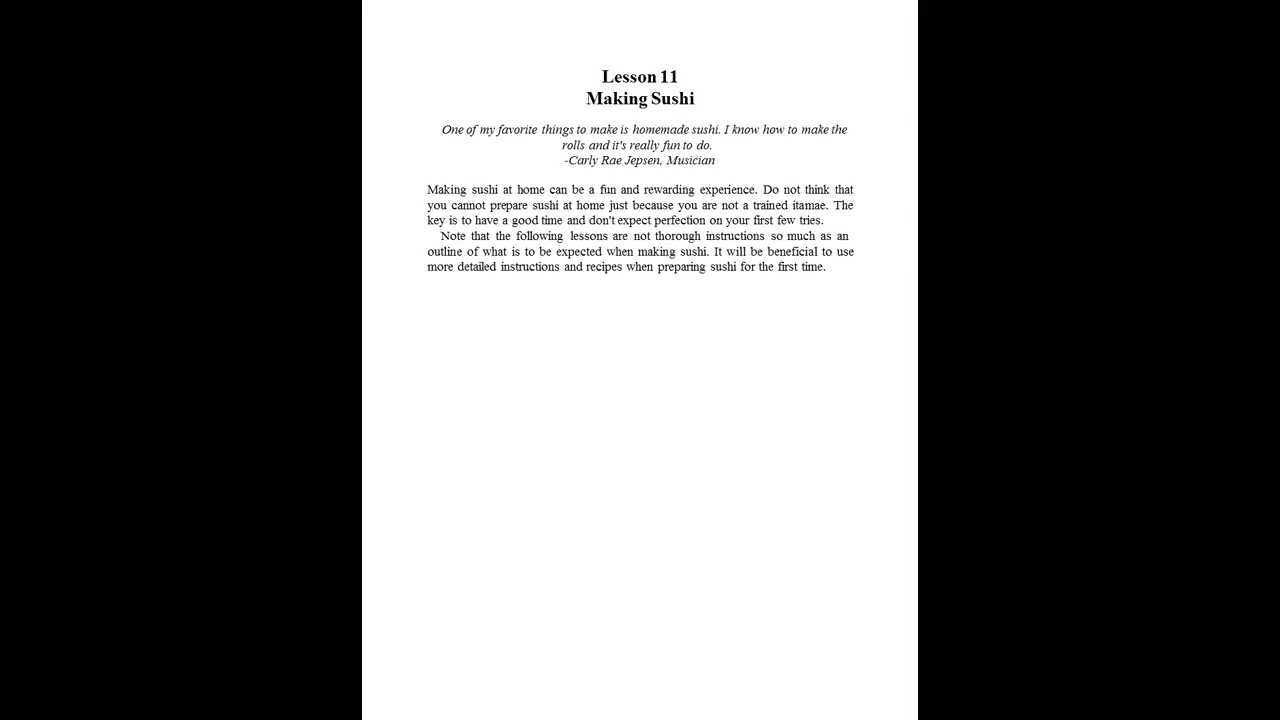 Lesson 11
Making Sushi
One of my favorite things to make is homemade sushi. I know how to make the
rolls and it's really fun to do.
-Carly Rae Jepsen, Musician
Making sushi at home can be a fun and rewarding experience. Do not think that
you cannot prepare sushi at home just because you are not a trained itamae. The
key is to have a good time and don't expect perfection on your first few tries.
Note that the following lessons are not thorough instructions so much as an
outline of what is to be expected when making sushi. It will be beneficial to use
more detailed instructions and recipes when preparing sushi for the first time.